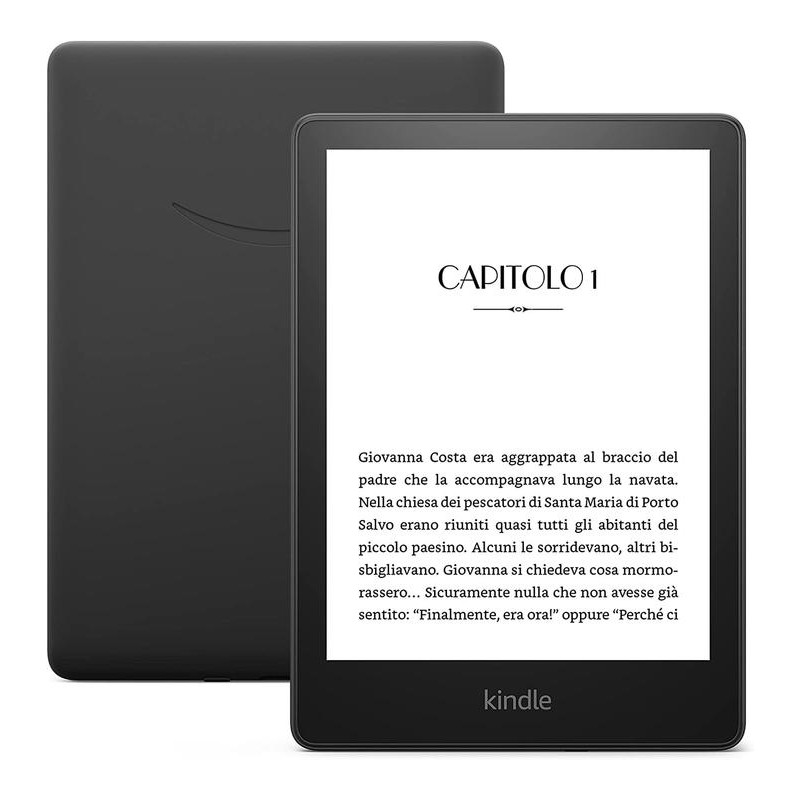 CAPITOLO 1
Giovanna Costa era aggrappata al braccio del
padre che la accompagnava lungo la navata.
Nella chiesa dei pescatori di Santa Maria di Porto
Salvo erano riuniti quasi tutti gli abitanti del
piccolo paesino. Alcuni le sorridevano, altri bi-
sbigliavano. Giovanna si chiedeva cosa mormo-
rassero… Sicuramente nulla che non avesse già
sentito: “Finalmente, era ora!” oppure “Perché ci
kindle